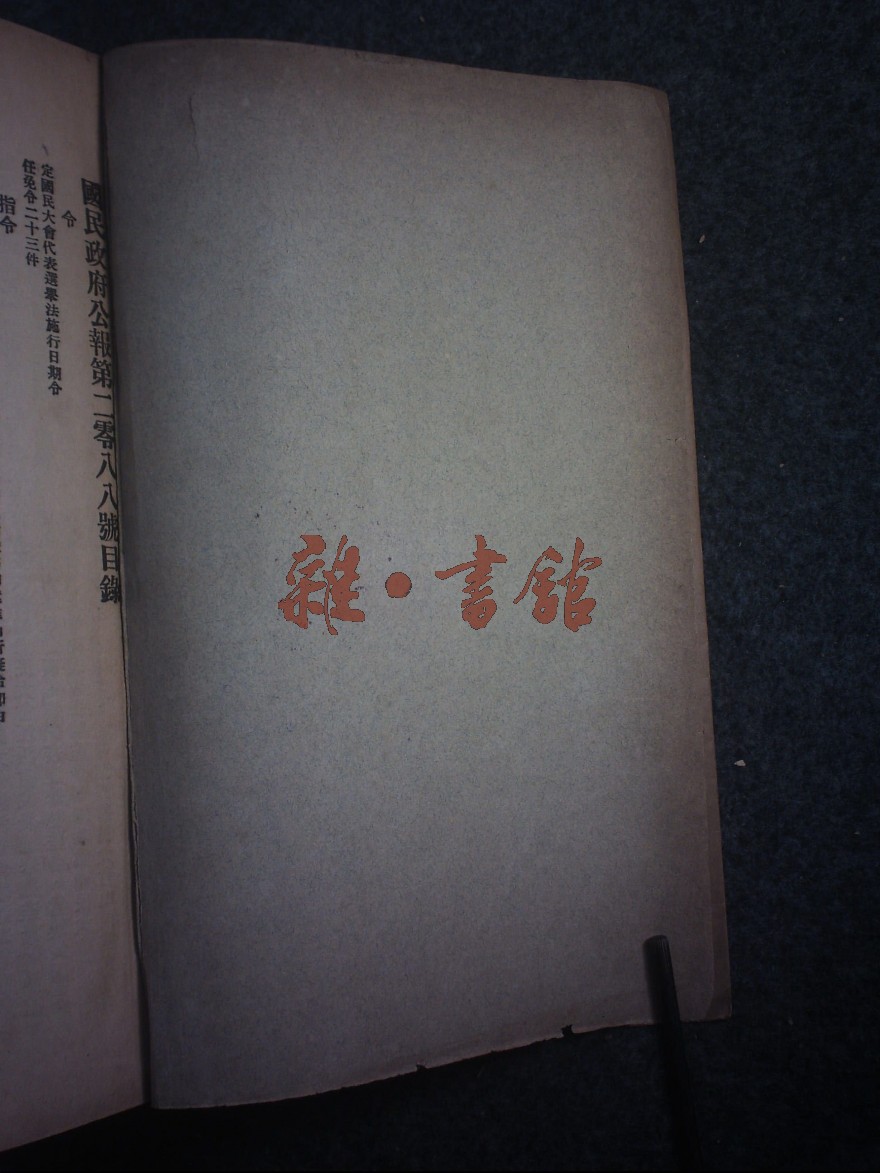 國民政府公報第二零八八號目錄
令
定國民大會代表選舉法施行日期令
任免令二十三件
指令
雜•書館